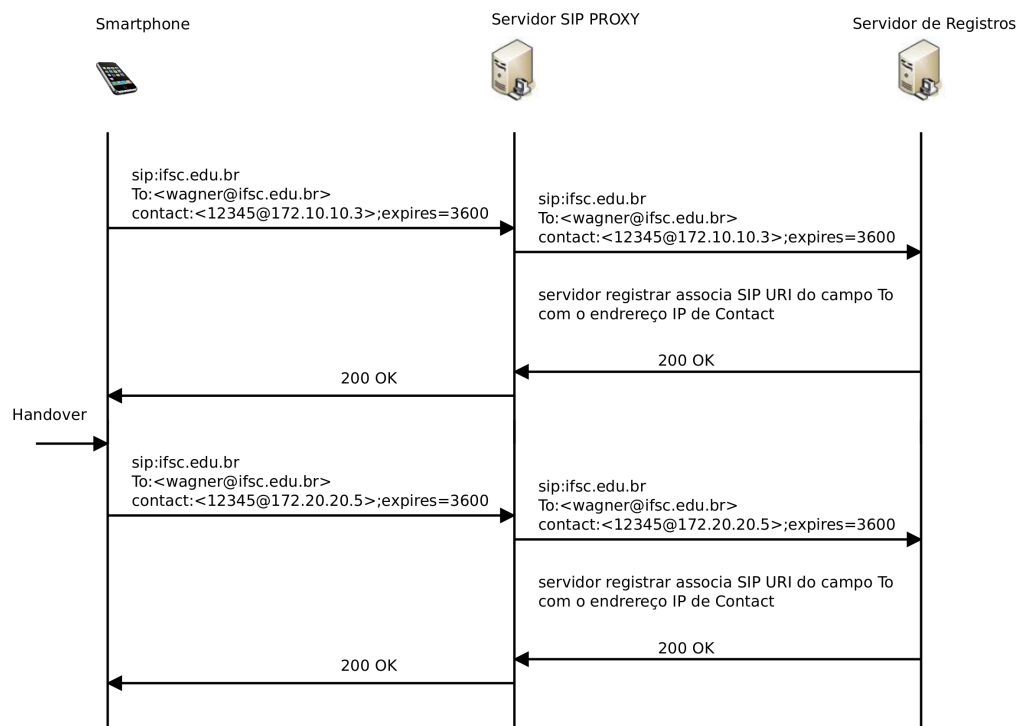 Smartphone
Servidor SIP PROXY
Servidor de Registros
sip:ifsc.edu.br
To:<wagner@ifsc.edu.br>
contact:<12345@172.10.10.3>;expires=3600
sip:ifsc.edu.br
To:<wagner@ifsc.edu.br>
contact:<12345@172.10.10.3>;expires=3600
servidor registrar associa SIP URI do campo To
com o endrereço IP de Contact
200 OK
200 OK
Handover
sip:ifsc.edu.br
To:<wagner@ifsc.edu.br>
contact:<12345@172.20.20.5>;expires=3600
sip:ifsc.edu.br
To:<wagner@ifsc.edu.br>
contact:<12345@172.20.20.5>;expires=3600
servidor registrar associa SIP URI do campo To
com o endrereço IP de Contact
200 OK
200 OK